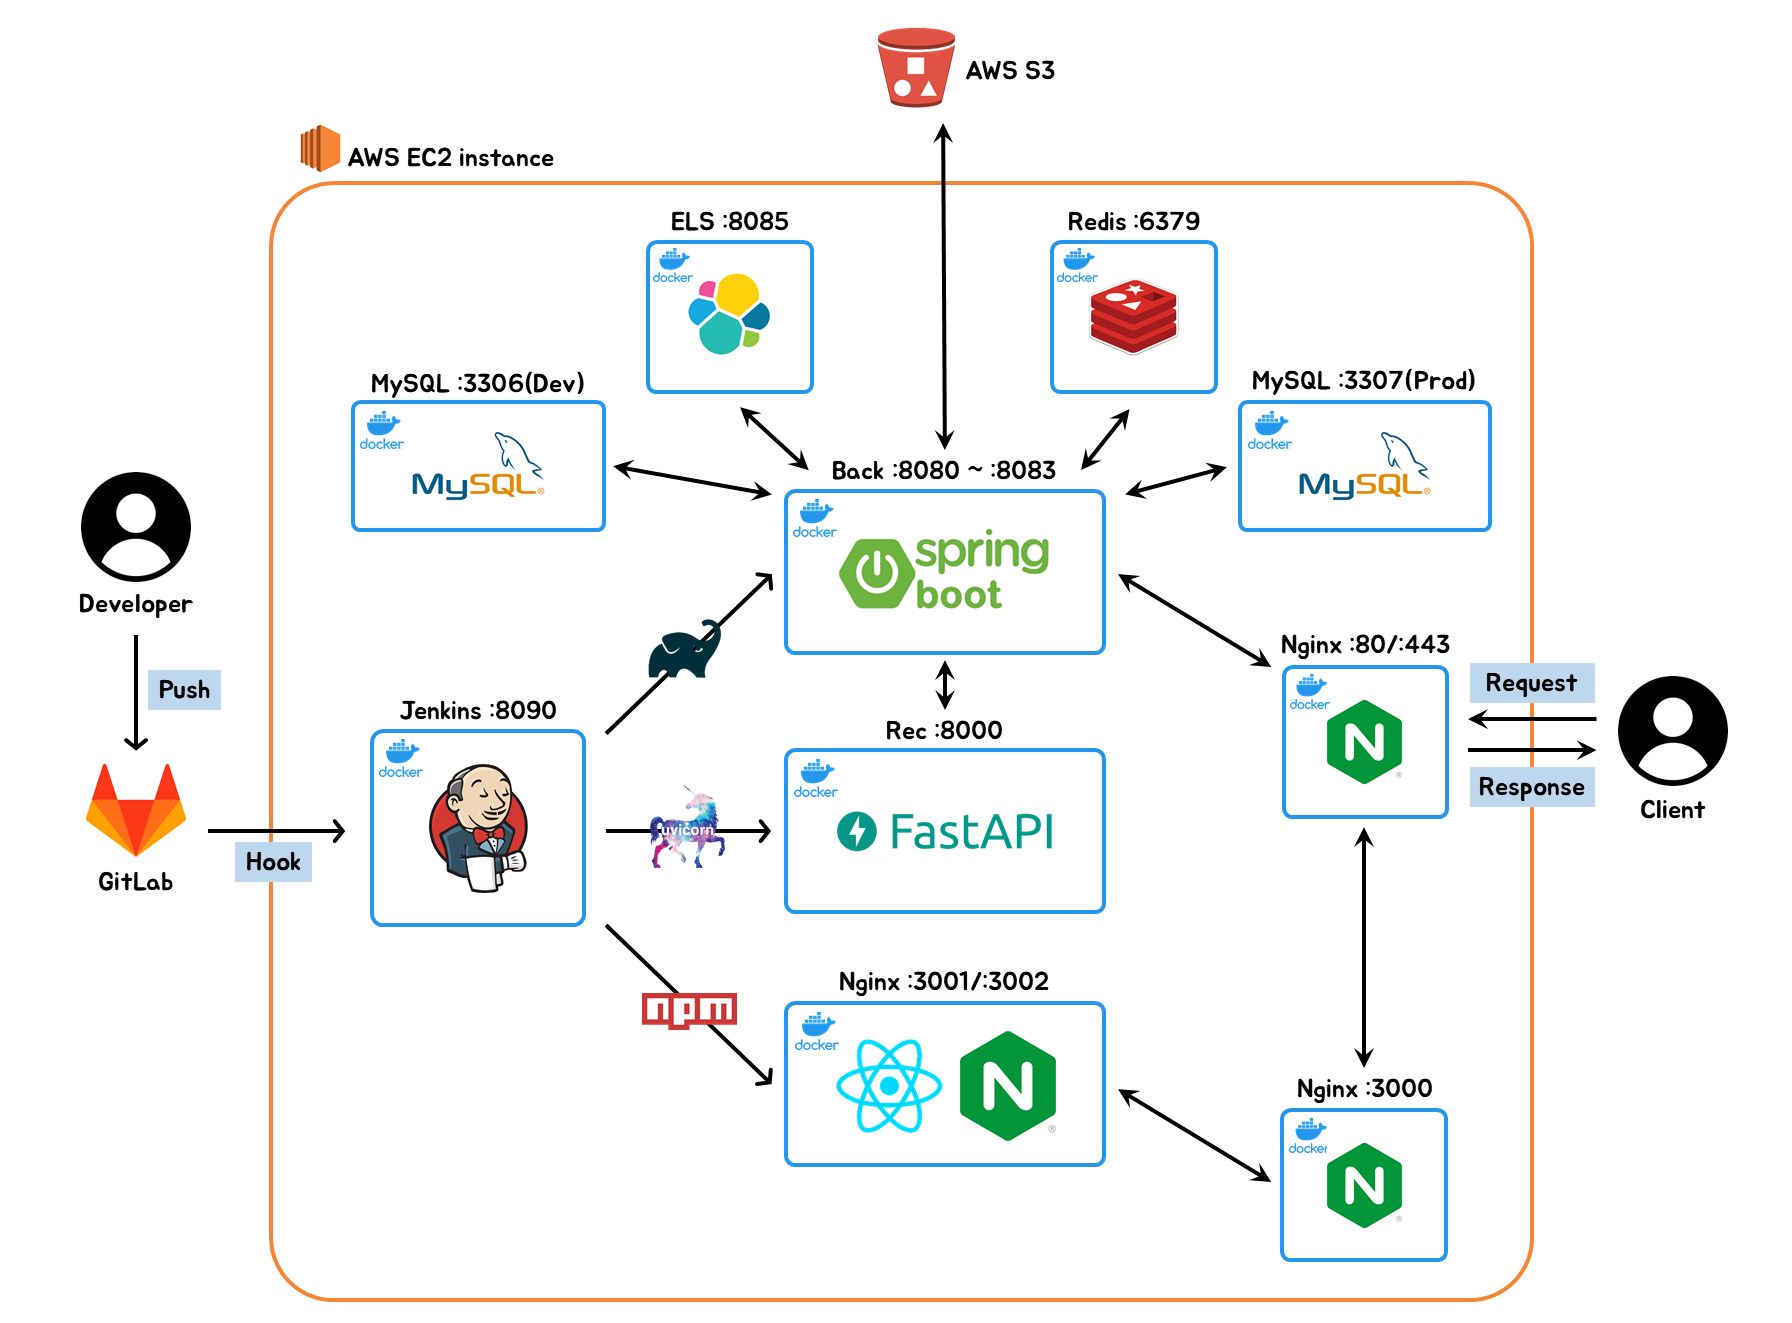 AWS S3
AWS EC2 instance
ELS :8085
docker
Redis :6379
docker
MySQL :3306(Dev)
docker
MySQL®
MySQL :3307(Prod)
docker
MySQL®
Back :8080 ~ :8083
docker
spring
boot
Developer
Push
GitLab
Hook
Jenkins :8090
docker
uvicorn
npm
Rec :8000
docker
FastAPI
Nginx :3001/:3002
docker
N
®
Nginx :80/:443
docker
N
®
Request
Response
Client
Nginx :3000
docker
N
®